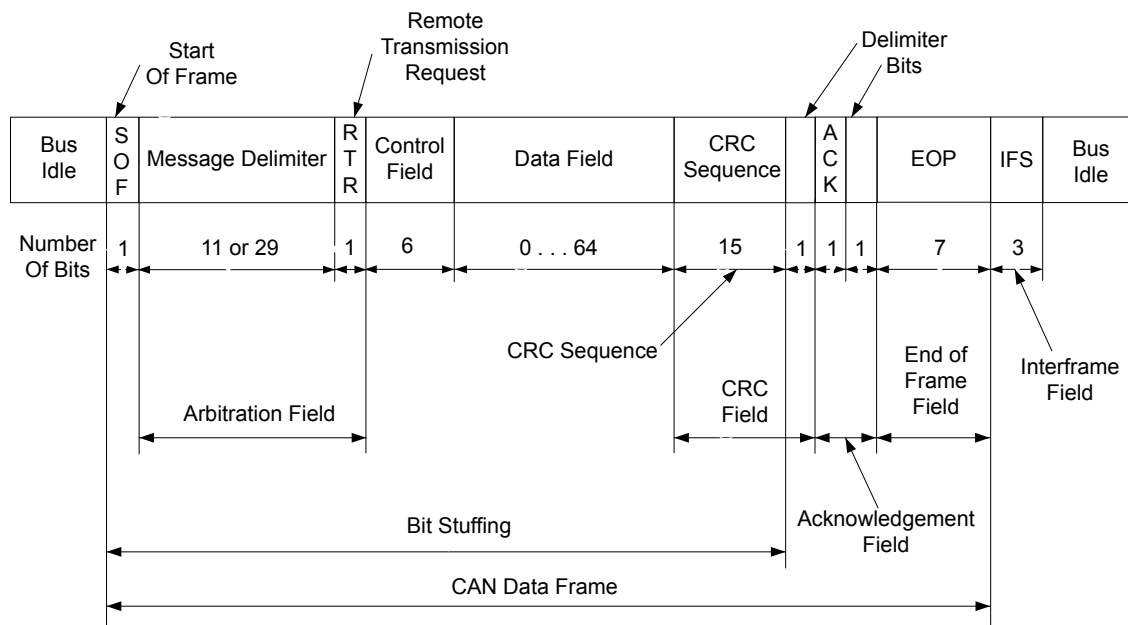 Start
Of Frame
Remote
Transmission
Request
Delimiter
Bits
Bus
Idle
S
O
F
Message Delimiter
R
T
R
Control
Field
Data Field
CRC
Sequence
A
C
K
EOP
IFS
Bus
Idle
Number
Of Bits
1
11 or 29
1
6
0 . . . 64
15
1
1
1
7
3
CRC Sequence
End of
Frame
Field
Interframe
Field
Arbitration Field
CRC
Field
Bit Stuffing
Acknowledgement
Field
CAN Data Frame